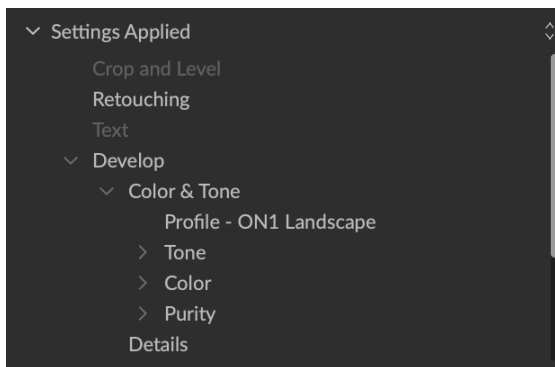 Settings Applied
Crop and Level
Retouching
Text
Develop
Color & Tone
Profile - ON1 Landscape
Tone
Color
Purity
Details